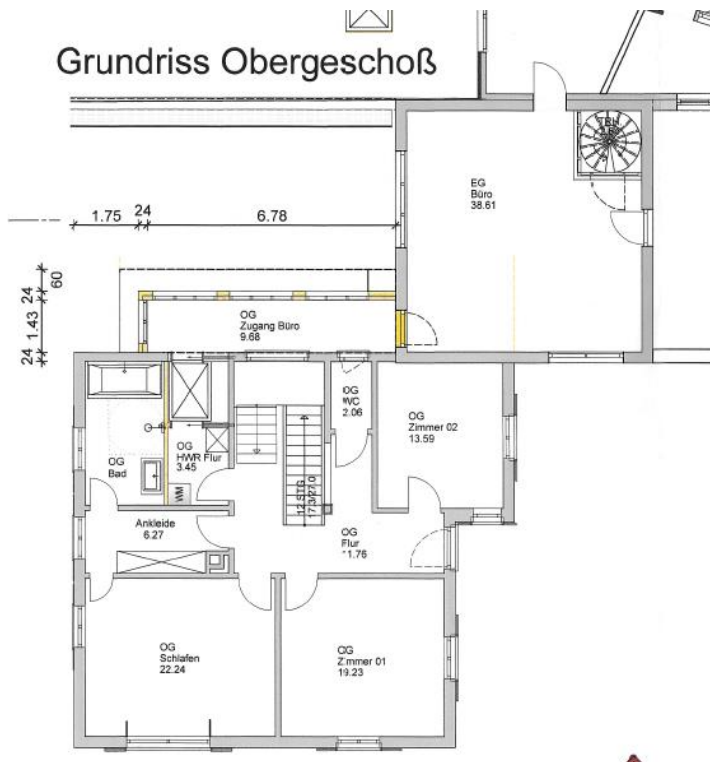 Grundriss Obergeschoß
EG
Büro
38.61
1.75
24
6.78
60
24
1.43
24
OG
Zugang Büro
9.68
OG
WC
2.06
OG
Zimmer 02
13.59
OG
HWR Flur
3.45
OG
Bad
WM
12 STG
17.3/27.0
Ankleide
6.27
OG
Flur
11.76
OG
Schlafen
22.24
OG
Zimmer 01
19.23